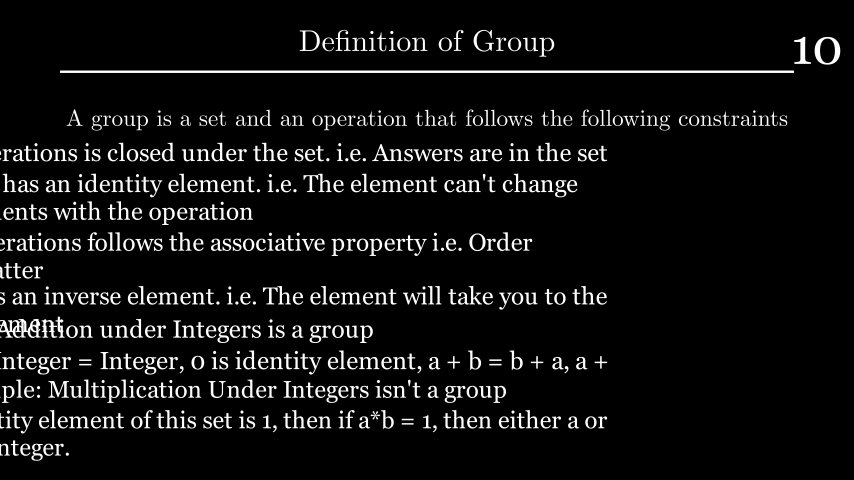 Definition of Group
10
A group is a set and an operation that follows the following constraints
erations is closed under the set. i.e. Answers are in the set
has an identity element. i.e. The element can't change
ents with the operation
erations follows the associative property i.e. Order
atter
s an inverse element. i.e. The element will take you to the
ement
Addition under Integers is a group
Integer = Integer, 0 is identity element, a + b = b + a, a +
ple: Multiplication Under Integers isn't a group
tity element of this set is 1, then if a*b = 1, then either a or
nteger.